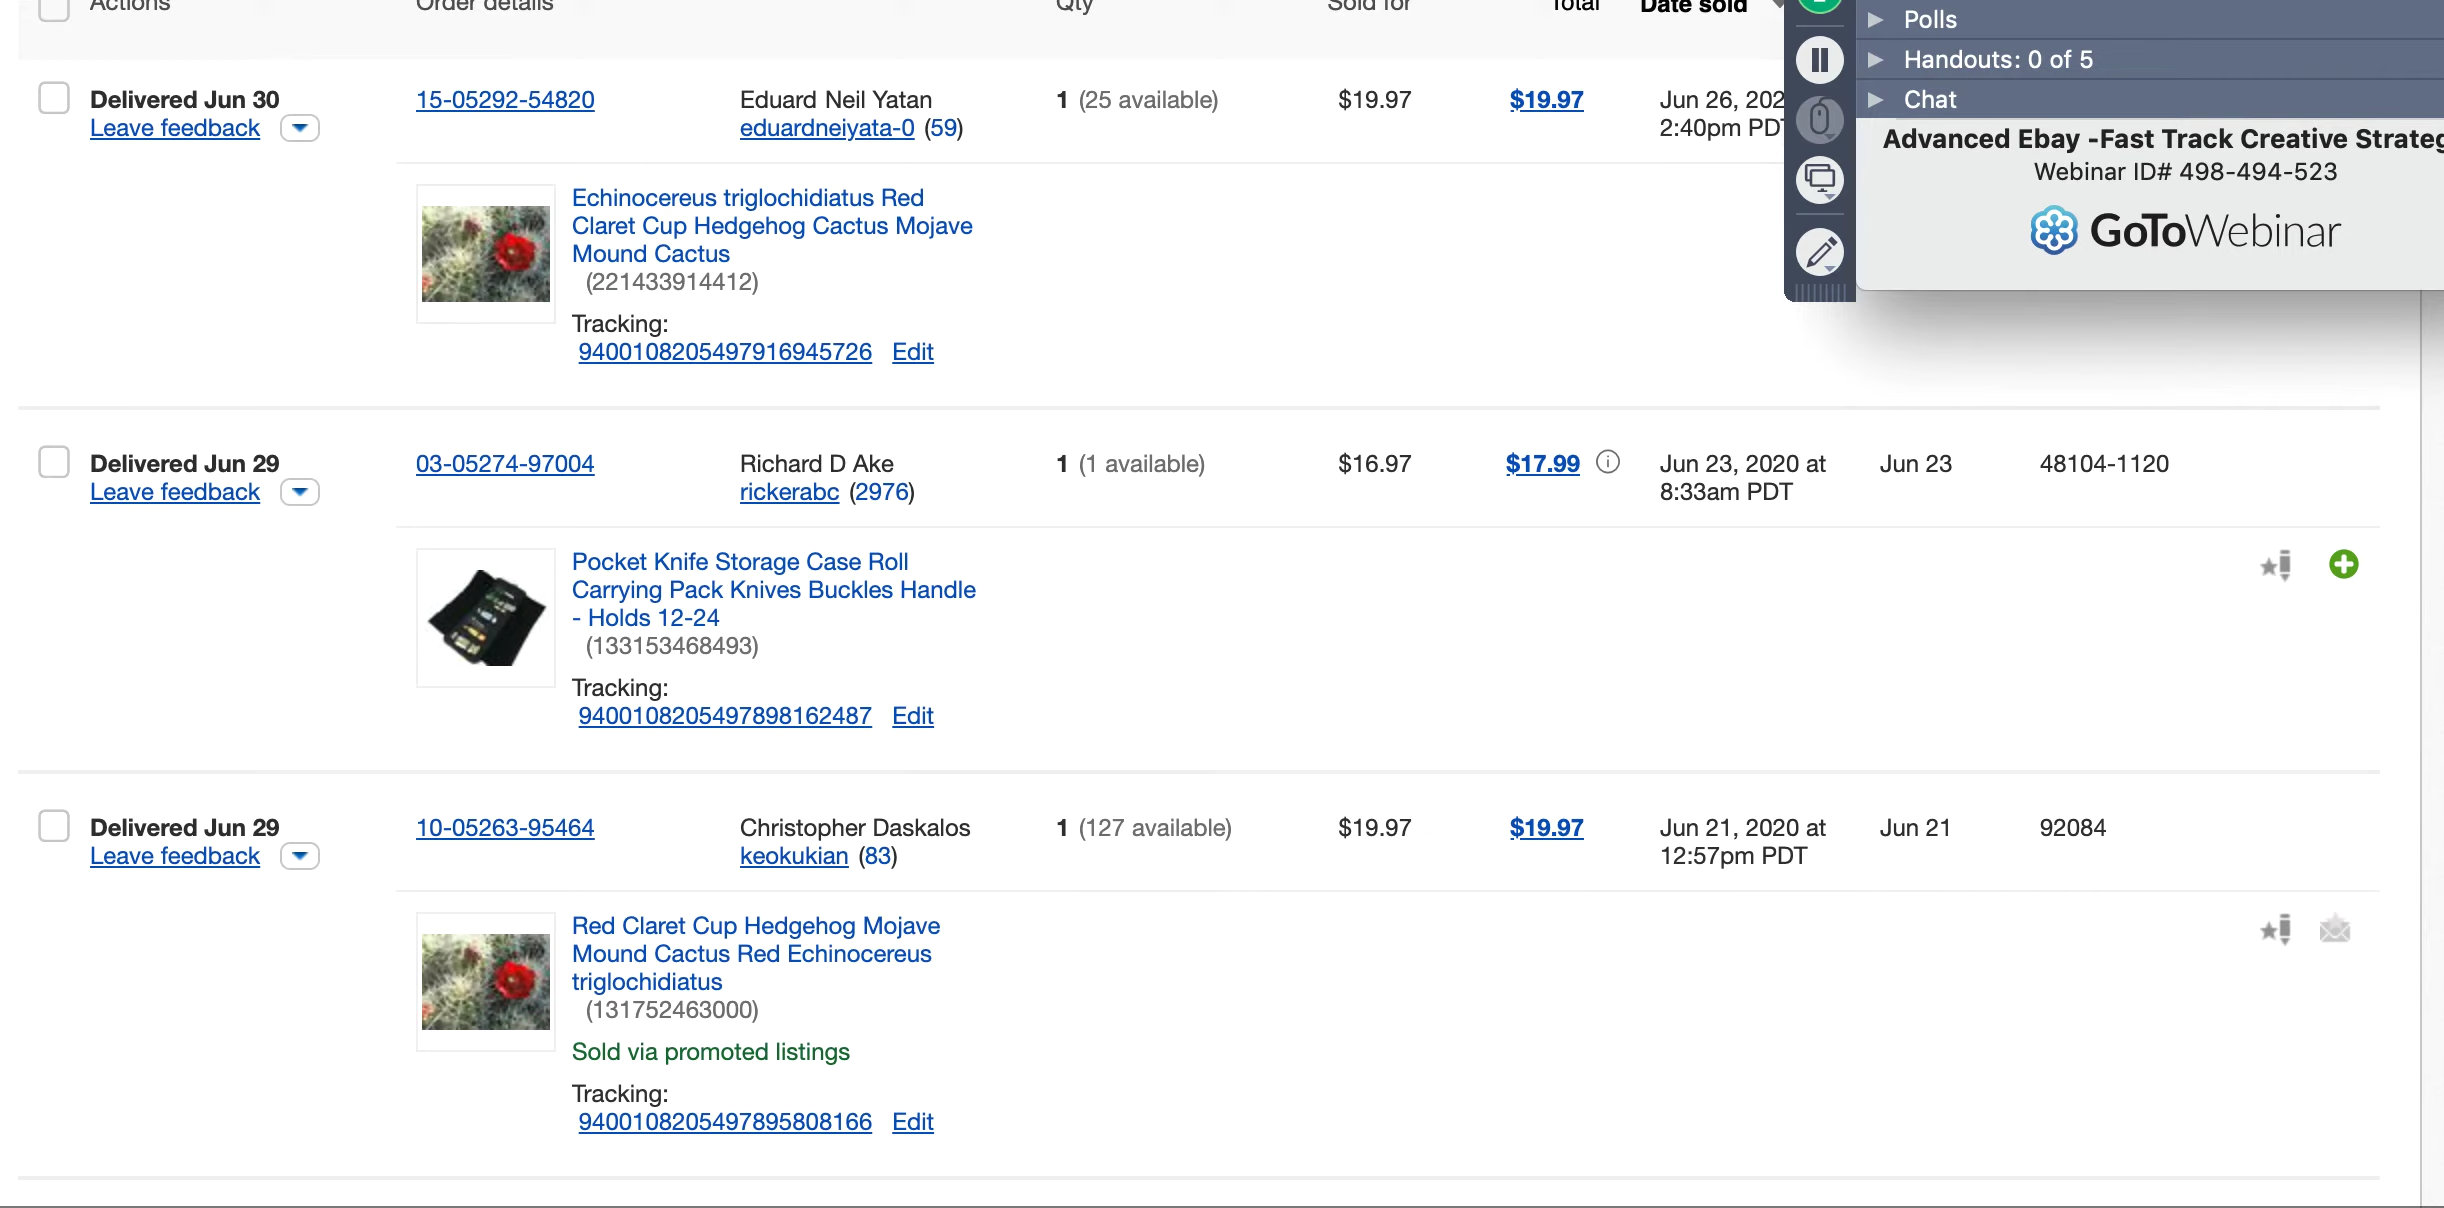 Actions Order details Qty Sold for Total Date sold
Polls
Handouts: 0 of 5
Chat
Advanced Ebay -Fast Track Creative Strateg
Webinar ID# 498-494-523
GoToWebinar
Delivered Jun 30 15-05292-54820 Eduard Neil Yatan 1 (25 available) $19.97 $19.97 Jun 26, 202
Leave feedback eduardneiyata-0 (59) 2:40pm PDT
Echinocereus triglochidiatus Red
Claret Cup Hedgehog Cactus Mojave
Mound Cactus
(221433914412)
Tracking:
9400108205497916945726 Edit
Delivered Jun 29 03-05274-97004 Richard D Ake 1 (1 available) $16.97 $17.99 Jun 23, 2020 at Jun 23 48104-1120
Leave feedback rickerabc (2976) 8:33am PDT
Pocket Knife Storage Case Roll
Carrying Pack Knives Buckles Handle
- Holds 12-24
(133153468493)
Tracking:
9400108205497898162487 Edit
Delivered Jun 29 10-05263-95464 Christopher Daskalos 1 (127 available) $19.97 $19.97 Jun 21, 2020 at Jun 21 92084
Leave feedback keokukian (83) 12:57pm PDT
Red Claret Cup Hedgehog Mojave
Mound Cactus Red Echinocereus
triglochidiatus
(131752463000)
Sold via promoted listings
Tracking:
9400108205497895808166 Edit